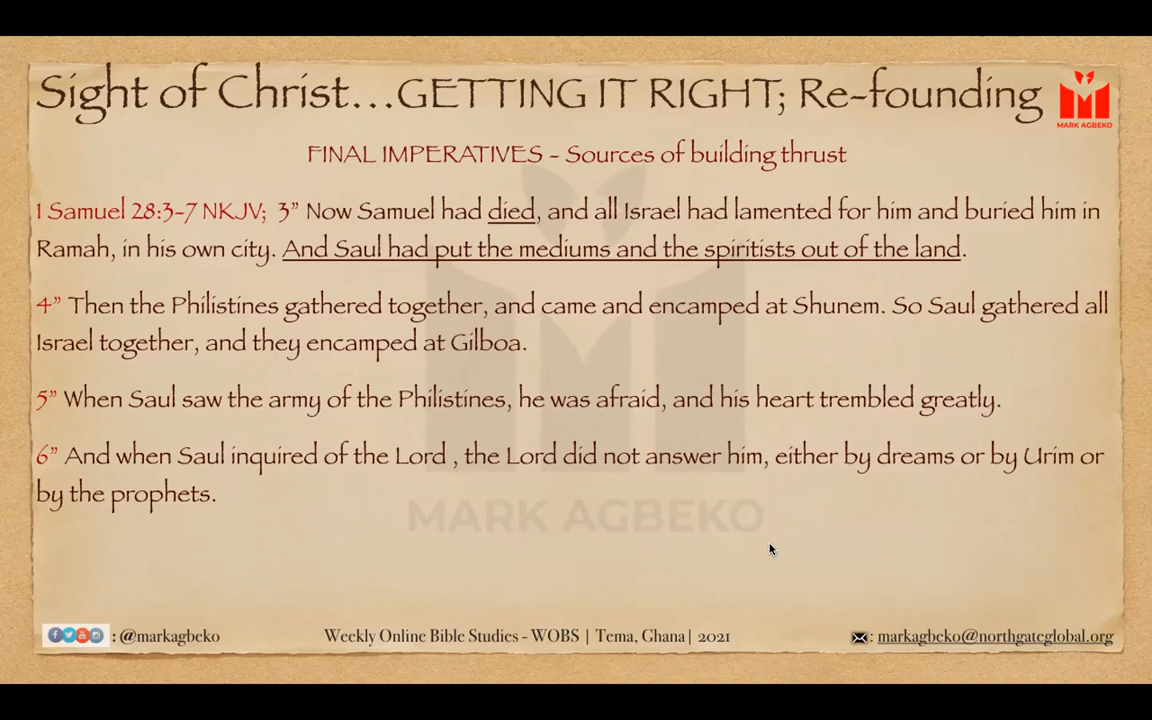 Sight of Christ...GETTING IT RIGHT; Re-founding
MARK AGBEKO
FINAL IMPERATIVES - Sources of building thrust
1 Samuel 28:3-7 NKJV; 3” Now Samuel had died, and all Israel had lamented for him and buried him in
Ramah, in his own city. And Saul had put the mediums and the spiritists out of the land.
4” Then the Philistines gathered together, and came and encamped at Shunem. So Saul gathered all
Israel together, and they encamped at Gilboa.
5” When Saul saw the army of the Philistines, he was afraid, and his heart trembled greatly.
6” And when Saul inquired of the Lord , the Lord did not answer him, either by dreams or by Urim or
by the prophets.
MARK AGBEKO
: @markagbeko
Weekly Online Bible Studies - WOBS | Tema, Ghana| 2021
: markagbeko@northgateglobal.org